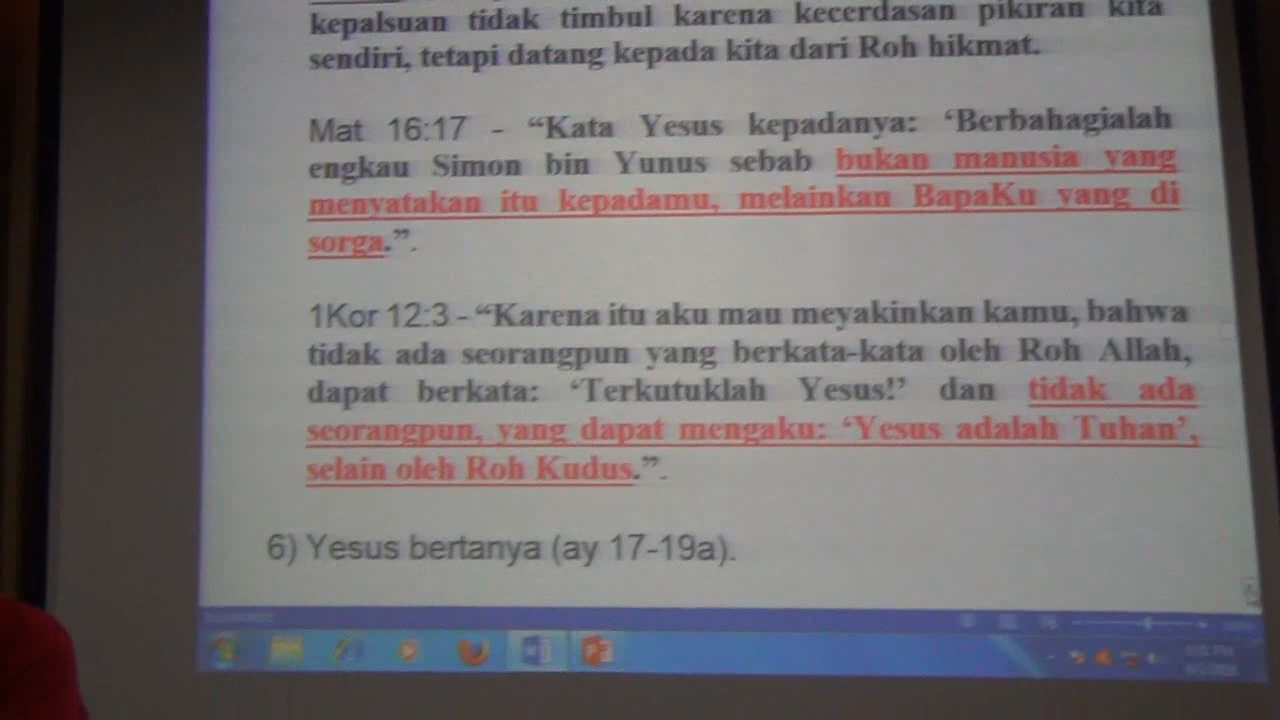 kepalsuan tidak timbul karena kecerdasan pikiran kita
sendiri, tetapi datang kepada kita dari Roh hikmat.
Mat 16:17 - “Kata Yesus kepadanya: ‘Berbahagialah
engkau Simon bin Yunus sebab bukan manusia yang
menyatakan itu kepadamu, melainkan BapaKu yang di
sorga.”.
1Kor 12:3 - “Karena itu aku mau meyakinkan kamu, bahwa
tidak ada seorangpun yang berkata-kata oleh Roh Allah,
dapat berkata: ‘Terkutuklah Yesus!’ dan tidak ada
seorangpun, yang dapat mengaku: ‘Yesus adalah Tuhan’,
selain oleh Roh Kudus.”.
6) Yesus bertanya (ay 17-19a).